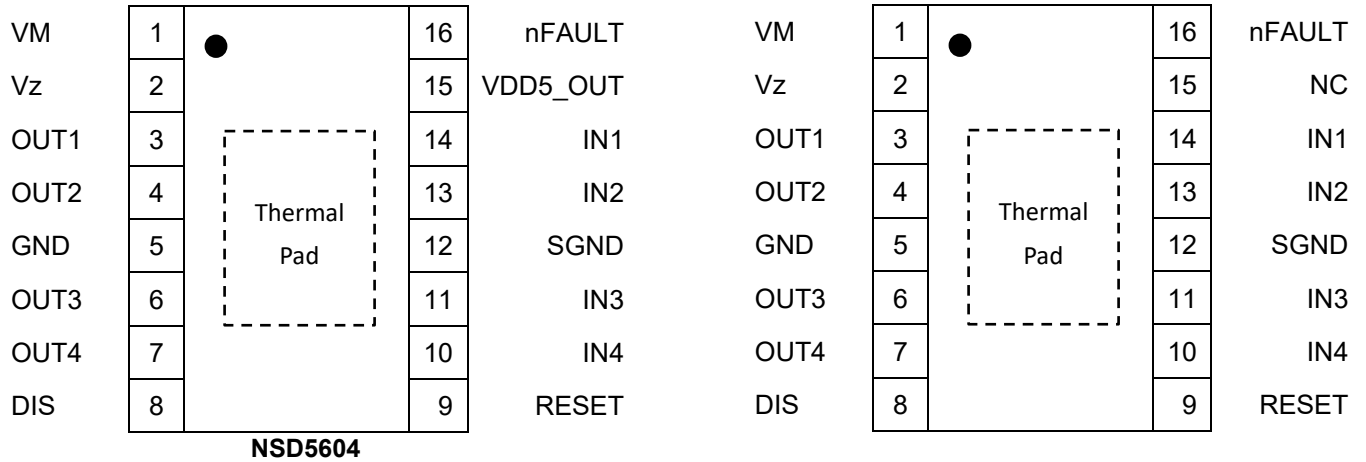 VM 1 16 nFAULT VM 1 16 nFAULT
Vz 2 15 VDD5_OUT Vz 2 15 NC
OUT1 3 14 IN1 OUT1 3 14 IN1
OUT2 4 13 IN2 OUT2 4 13 IN2
Thermal Thermal
GND 5 12 SGND GND 5 12 SGND
Pad Pad
OUT3 6 11 IN3 OUT3 6 11 IN3
OUT4 7 10 IN4 OUT4 7 10 IN4
DIS 8 9 RESET DIS 8 9 RESET
NSD5604